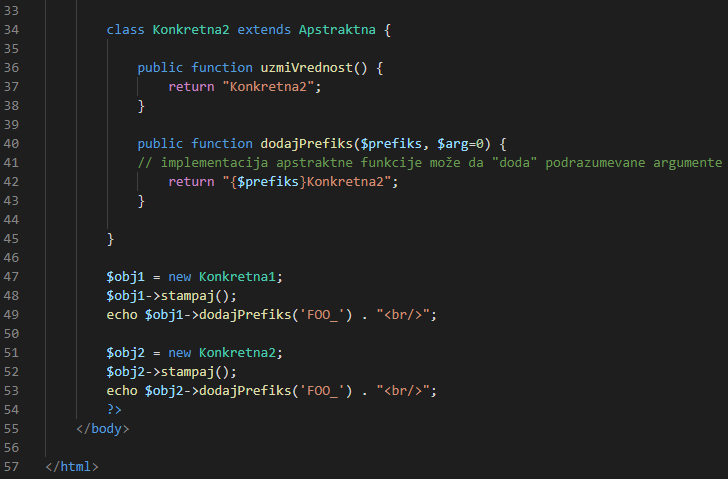 33
34 class Konkretna2 extends Apstraktna {
35
36 public function uzmiVrednost() {
37 return "Konkretna2";
38 }
39
40 public function dodajPrefiks($prefiks, $arg=0) {
41 // implementacija apstraktne funkcije može da "doda" podrazumevane argumente
42 return "{$prefiks}Konkretna2";
43 }
44
45 }
46
47 $obj1 = new Konkretna1;
48 $obj1->stampaj();
49 echo $obj1->dodajPrefiks('FOO_') . "<br/>";
50
51 $obj2 = new Konkretna2;
52 $obj2->stampaj();
53 echo $obj2->dodajPrefiks('FOO_') . "<br/>";
54 ?>
55 </body>
56
57 </html>